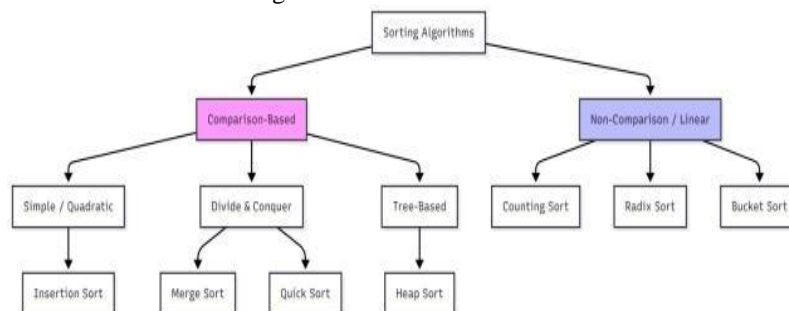 Sorting Algorithms
Comparison-Based
Non-Comparison / Linear
Simple / Quadratic
Divide & Conquer
Tree-Based
Counting Sort
Radix Sort
Bucket Sort
Insertion Sort
Merge Sort
Quick Sort
Heap Sort